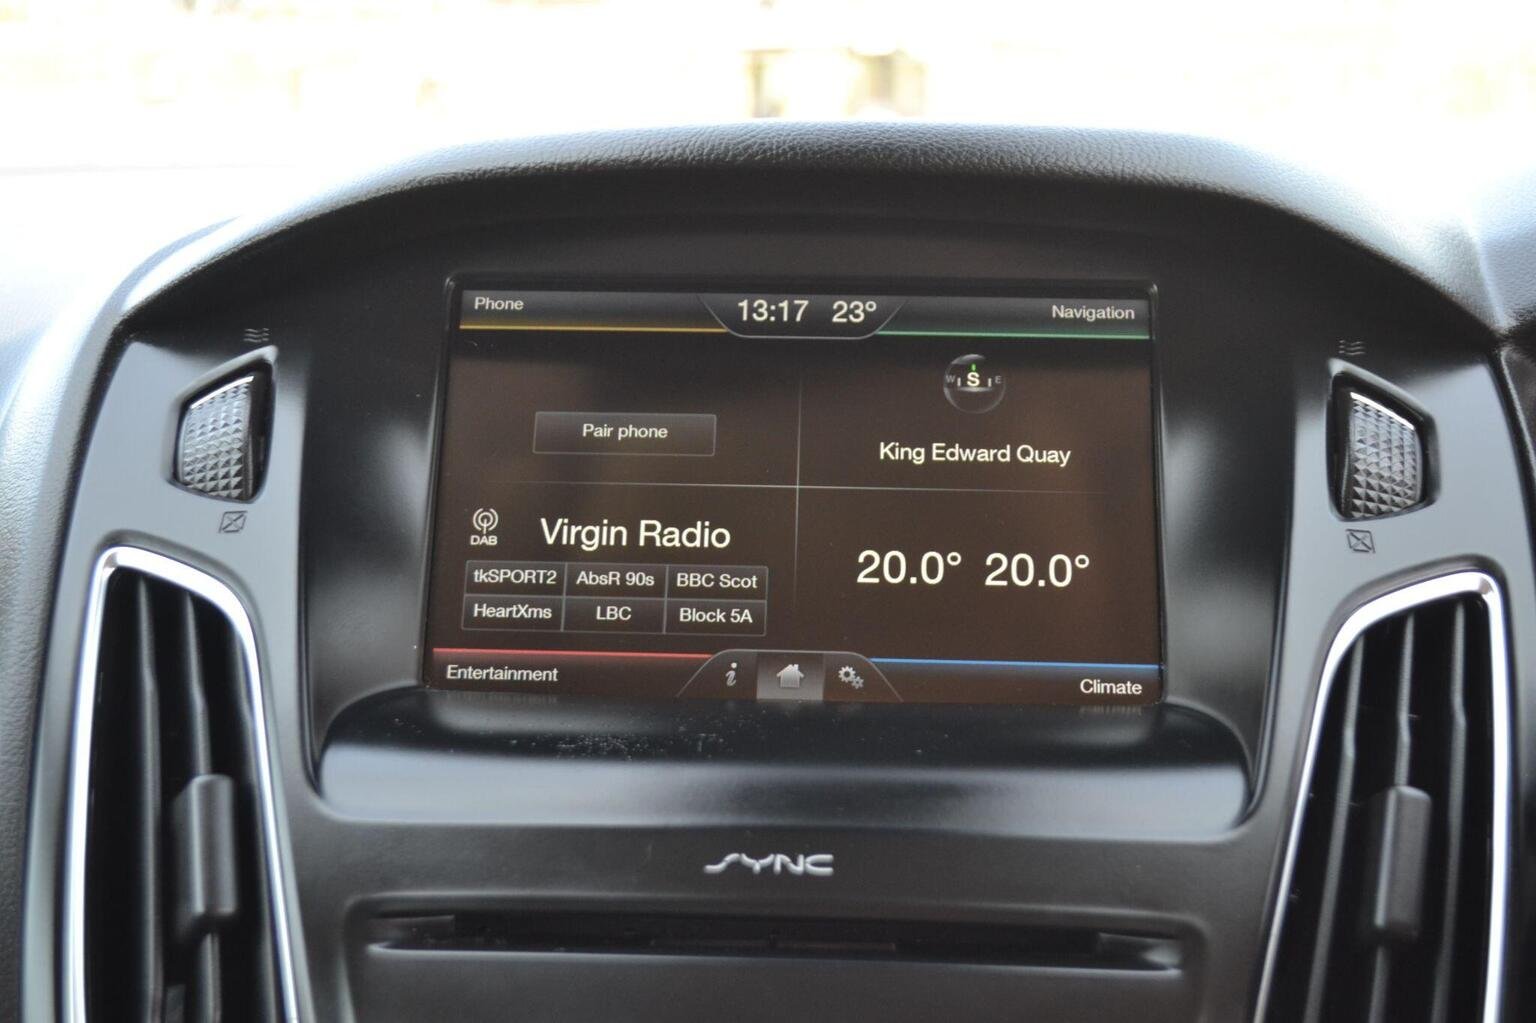 Phone
13:17 23°
Navigation
W S E
Pair phone
King Edward Quay
DAB
Virgin Radio
tkSPORT2 AbsR 90s BBC Scot
HeartXms LBC Block 5A
20.0° 20.0°
Entertainment
i
Climate
SYNC